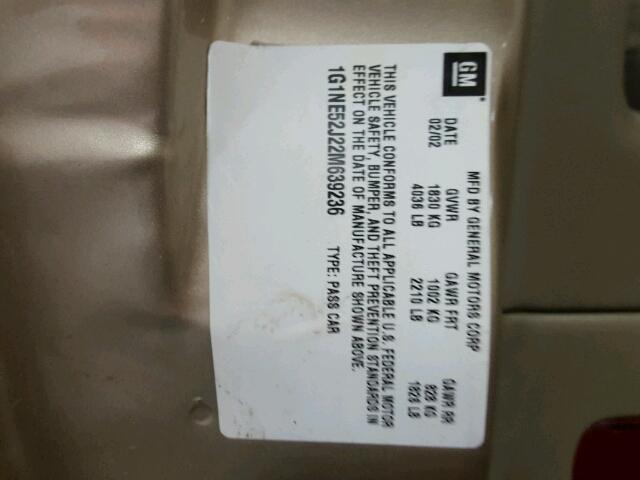 GM
MFD BY GENERAL MOTORS CORP
DATE GVWR GAWR FRT GAWR RR
02/02 1830 KG 1002 KG 828 KG
4036 LB 2210 LB 1826 LB
THIS VEHICLE CONFORMS TO ALL APPLICABLE U.S. FEDERAL MOTOR
VEHICLE SAFETY, BUMPER, AND THEFT PREVENTION STANDARDS IN
EFFECT ON THE DATE OF MANUFACTURE SHOWN ABOVE.
1G1NE52J22M639236 TYPE: PASS CAR